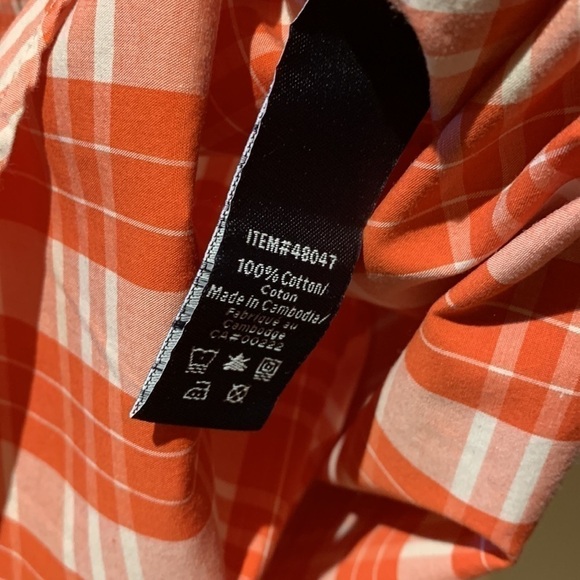 ITEM#48047
100% Cotton/
Coton
Made in Cambodia/
Fabriqué au
Cambodge
CA#00222